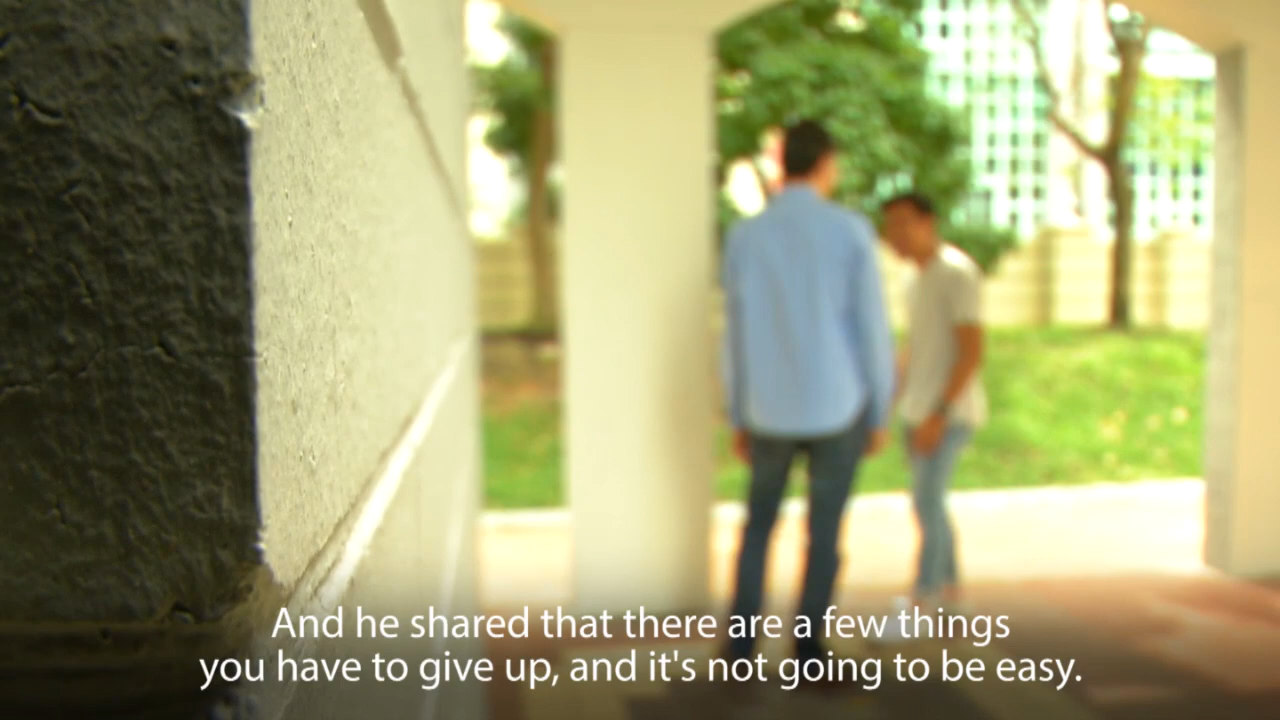 And he shared that there are a few things
you have to give up, and it's not going to be easy.